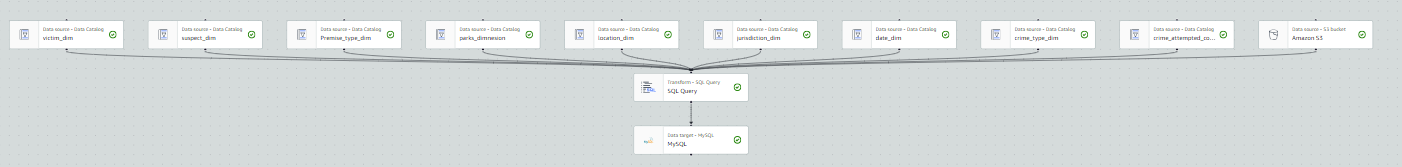 Data source - Data Catalog
victim_dim
Data source - Data Catalog
suspect_dim
Data source - Data Catalog
Premise_type_dim
Data source - Data Catalog
parks_dimnesion
Data source - Data Catalog
location_dim
Data source - Data Catalog
jurisdiction_dim
Data source - Data Catalog
date_dim
Data source - Data Catalog
crime_type_dim
Data source - Data Catalog
crime_attempted_co...
Data source - S3 bucket
Amazon S3
Transform - SQL Query
SQL Query
Data target - MySQL
MySQL